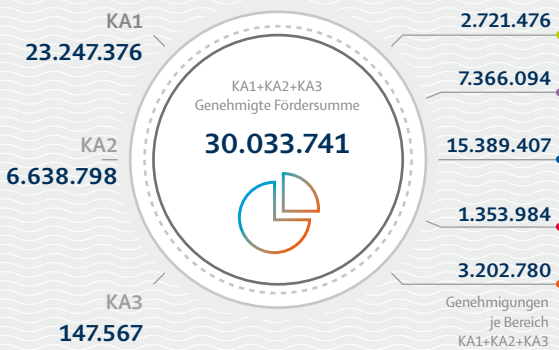 KA1
23.247.376
KA2
6.638.798
KA3
147.567
KA1+KA2+KA3
Genehmigte Fördersumme
30.033.741
2.721.476
7.366.094
15.389.407
1.353.984
3.202.780
Genehmigungen
je Bereich
KA1+KA2+KA3